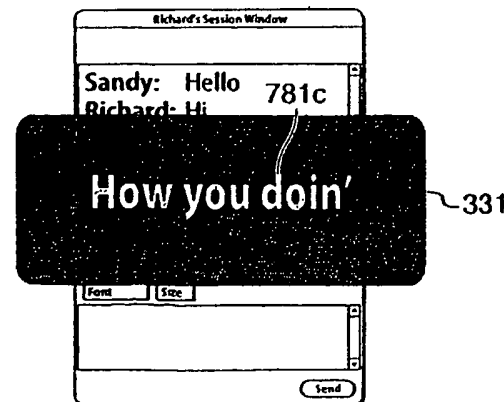 Richard's Session Window
Sandy: Hello
Richard: Hi
781c
How you doin'
331
Font Size
Send